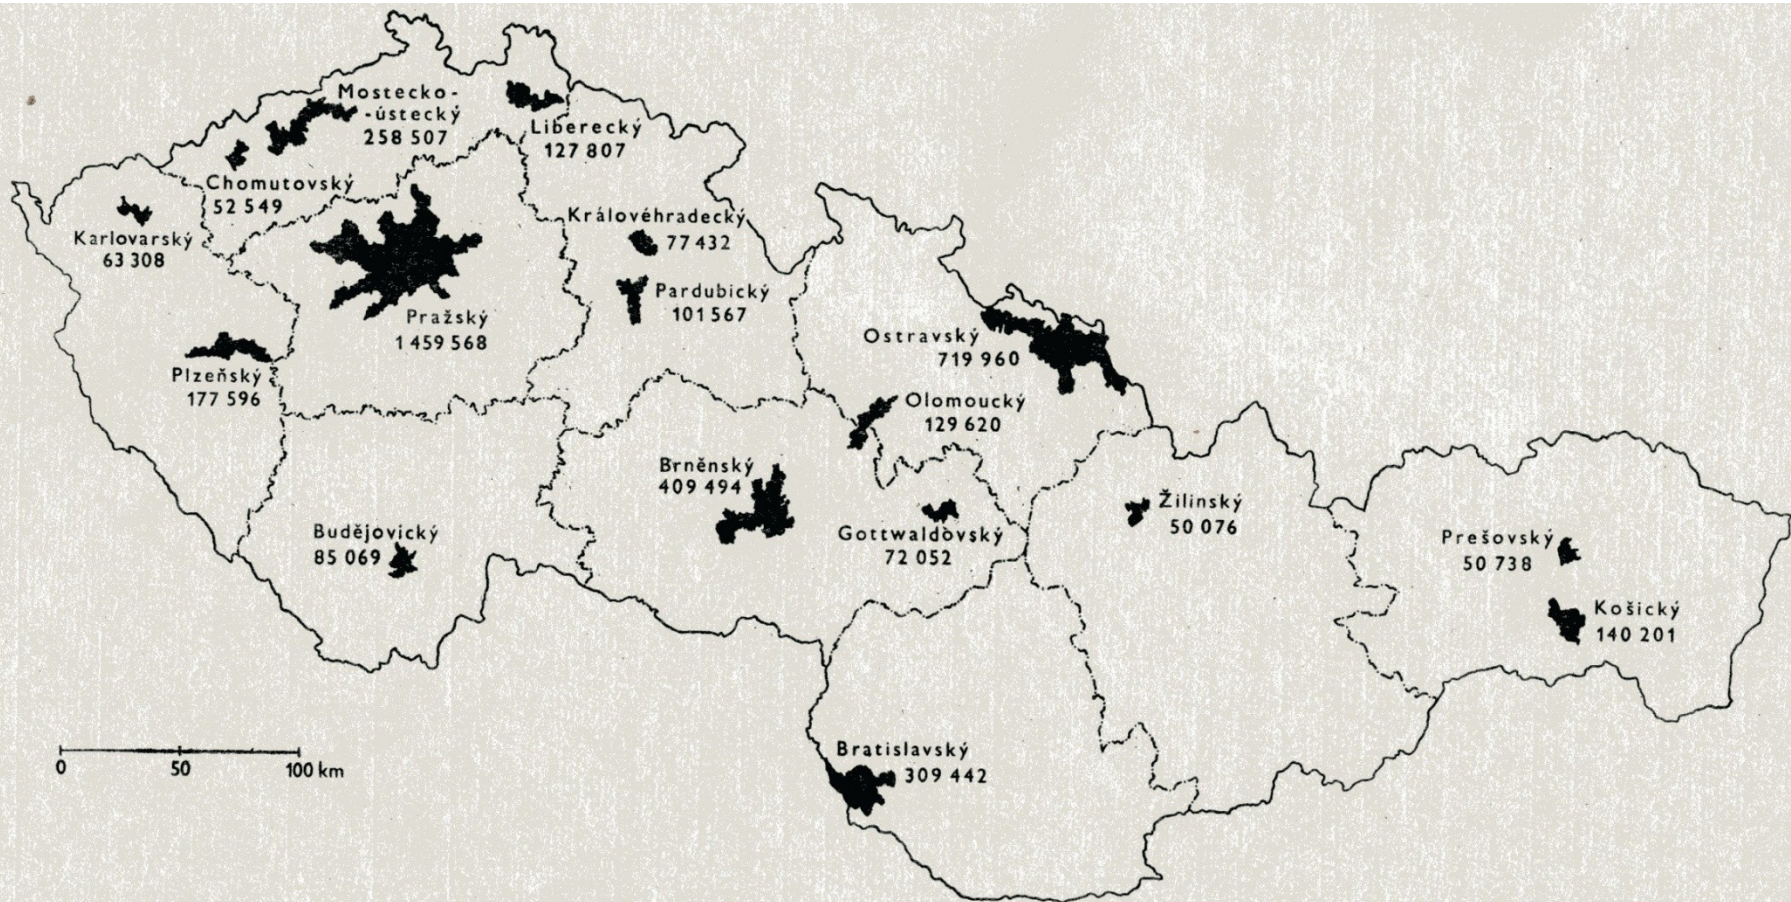 Mostecko-
-ústecký
258 507
Liberecký
127 807
Chomutovský
52 549
Karlovarský
63 308
Královéhradecký
77 432
Pardubický
101 567
Pražský
1 459 568
Plzeňský
177 596
Ostravský
719 960
Olomoucký
129 620
Brněnský
409 494
Gottwaldovský
72 052
Budějovický
85 069
Žilinský
50 076
Prešovský
50 738
Košický
140 201
Bratislavský
309 442
0 50 100 km